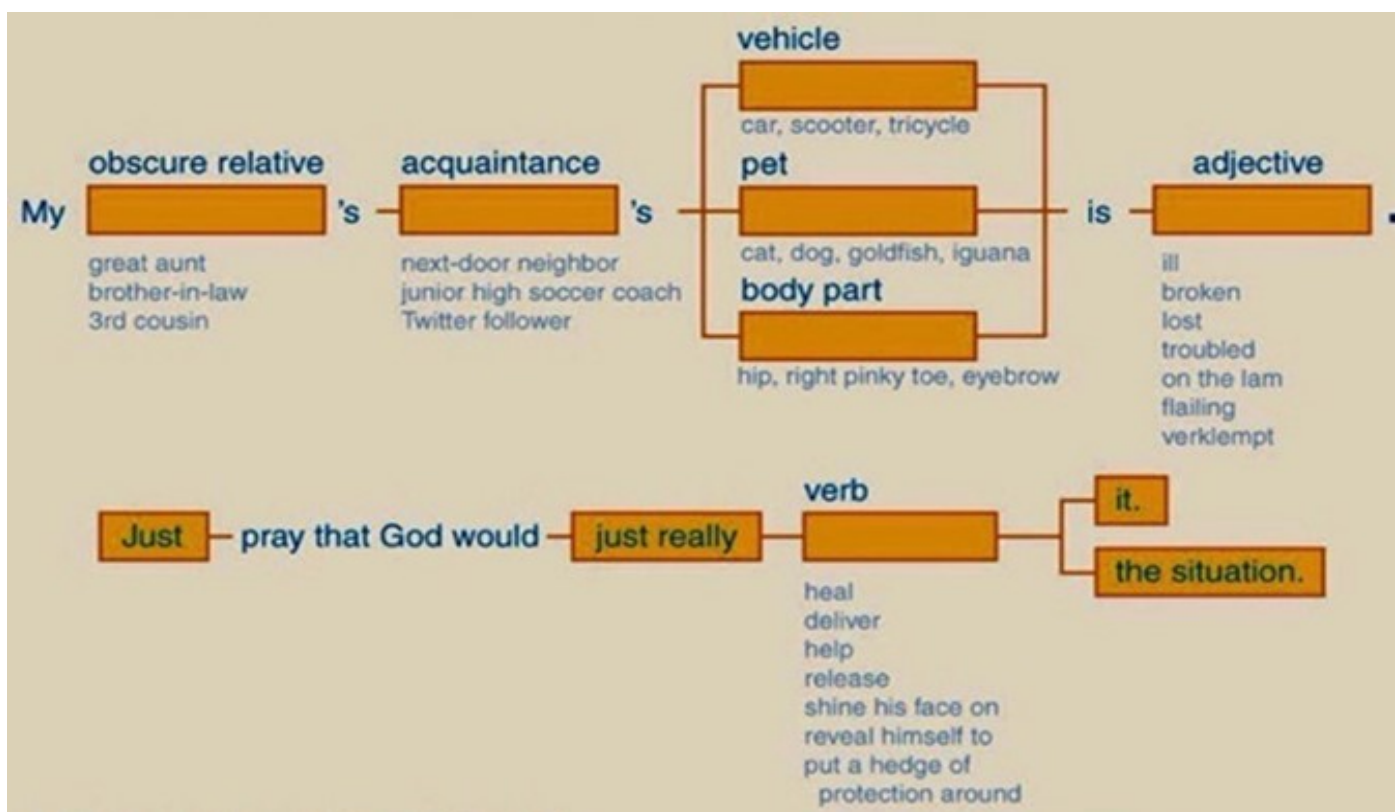 vehicle
car, scooter, tricycle
obscure relative
acquaintance
pet
adjective
My 's 's is .
great aunt
brother-in-law
3rd cousin
next-door neighbor
junior high soccer coach
Twitter follower
cat, dog, goldfish, iguana
body part
hip, right pinky toe, eyebrow
ill
broken
lost
troubled
on the lam
flailing
verklempt
Just pray that God would just really
verb
heal
deliver
help
release
shine his face on
reveal himself to
put a hedge of
protection around
it.
the situation.